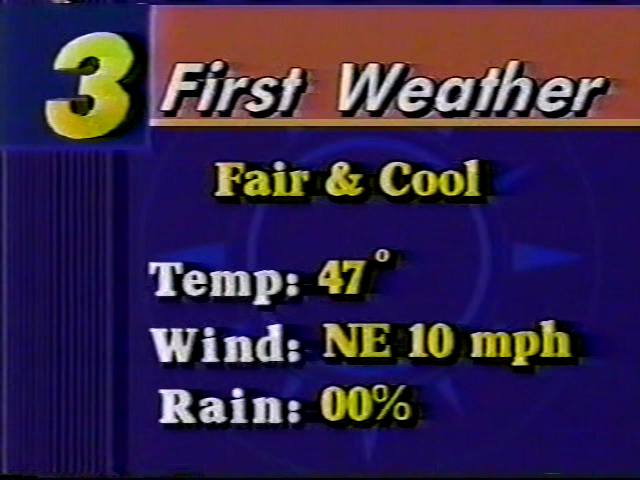 3 First Weather
Fair & Cool
Temp: 47°
Wind: NE 10 mph
Rain: 00%